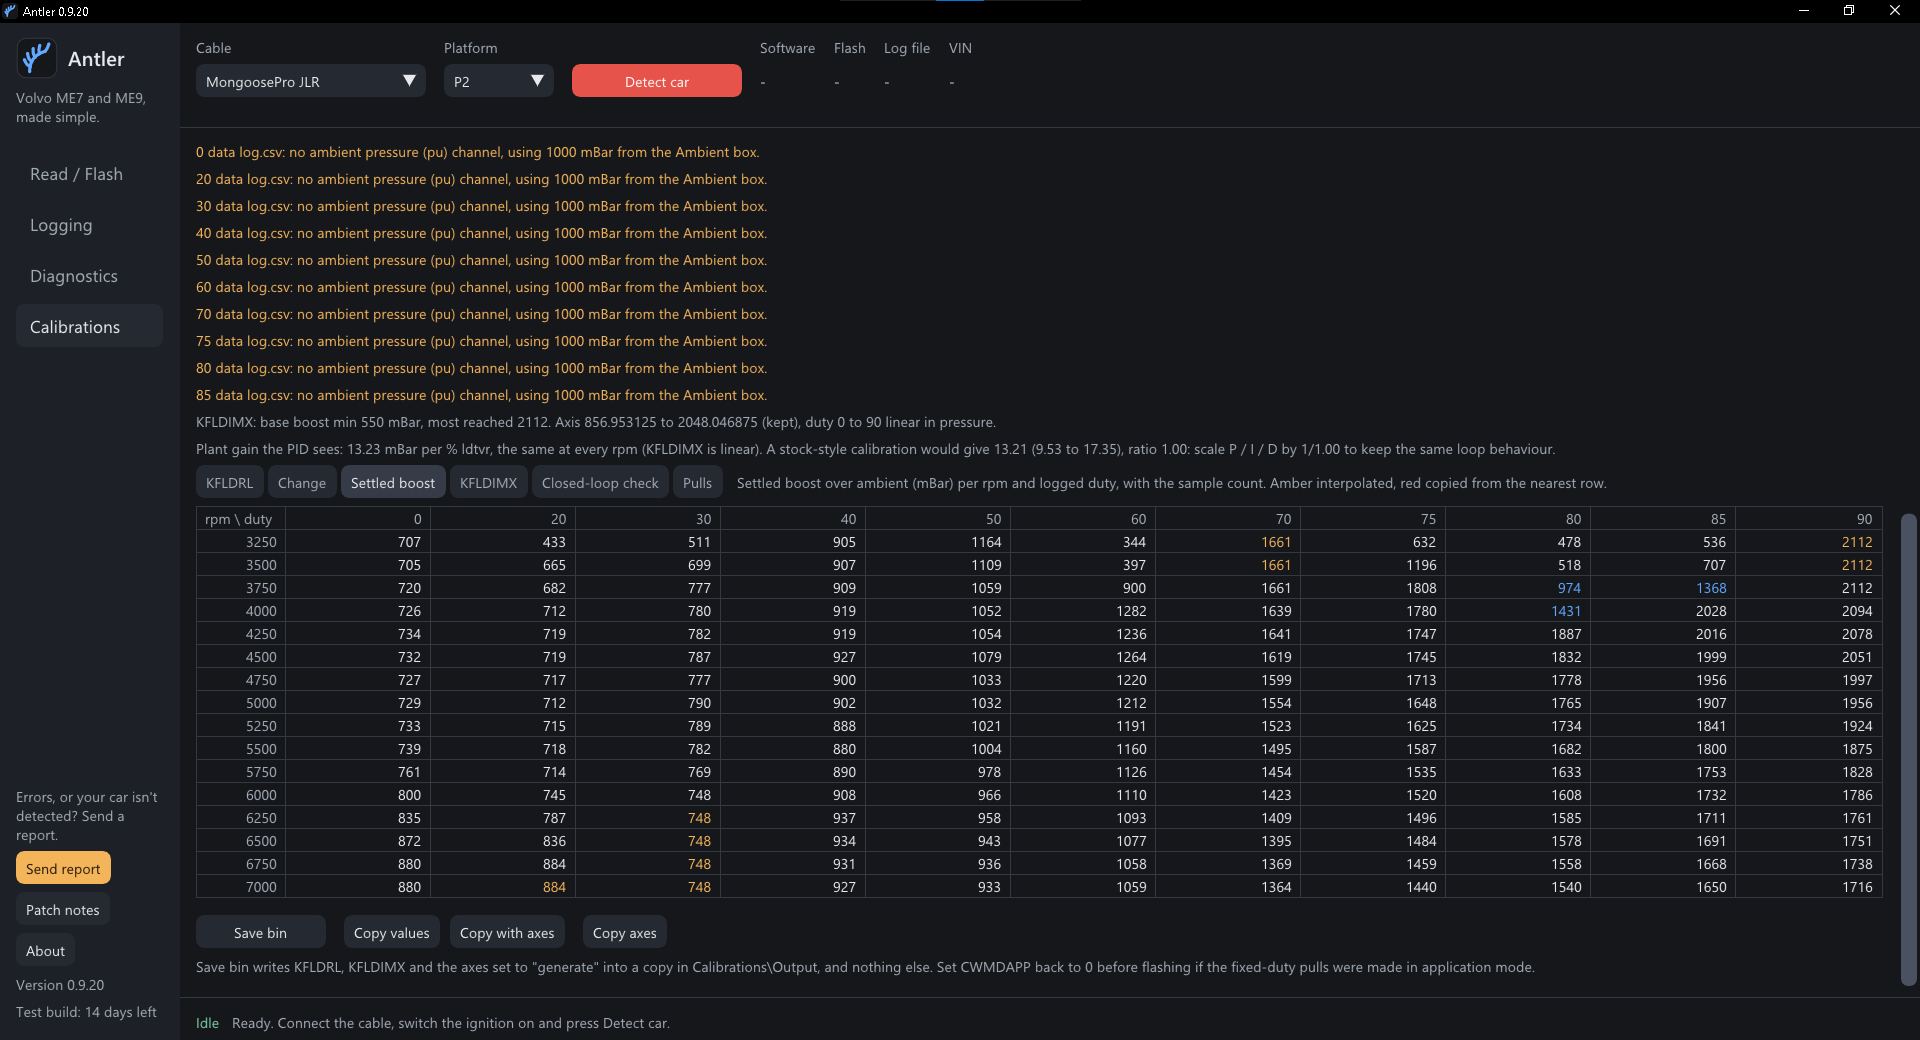 Antler 0.9.20
Antler
Volvo ME7 and ME9,
made simple.
Read / Flash
Logging
Diagnostics
Calibrations
Errors, or your car isn't
detected? Send a
report.
Send report
Patch notes
About
Version 0.9.20
Test build: 14 days left
Cable Platform Software Flash Log file VIN
MongoosePro JLR P2 Detect car - - - -
0 data log.csv: no ambient pressure (pu) channel, using 1000 mBar from the Ambient box.
20 data log.csv: no ambient pressure (pu) channel, using 1000 mBar from the Ambient box.
30 data log.csv: no ambient pressure (pu) channel, using 1000 mBar from the Ambient box.
40 data log.csv: no ambient pressure (pu) channel, using 1000 mBar from the Ambient box.
50 data log.csv: no ambient pressure (pu) channel, using 1000 mBar from the Ambient box.
60 data log.csv: no ambient pressure (pu) channel, using 1000 mBar from the Ambient box.
70 data log.csv: no ambient pressure (pu) channel, using 1000 mBar from the Ambient box.
75 data log.csv: no ambient pressure (pu) channel, using 1000 mBar from the Ambient box.
80 data log.csv: no ambient pressure (pu) channel, using 1000 mBar from the Ambient box.
85 data log.csv: no ambient pressure (pu) channel, using 1000 mBar from the Ambient box.
KFLDIMX: base boost min 550 mBar, most reached 2112. Axis 856.953125 to 2048.046875 (kept), duty 0 to 90 linear in pressure.
Plant gain the PID sees: 13.23 mBar per % ldtvr, the same at every rpm (KFLDIMX is linear). A stock-style calibration would give 13.21 (9.53 to 17.35), ratio 1.00: scale P / I / D by 1/1.00 to keep the same loop behaviour.
KFLDRL Change Settled boost KFLDIMX Closed-loop check Pulls Settled boost over ambient (mBar) per rpm and logged duty, with the sample count. Amber interpolated, red copied from the nearest row.
rpm \ duty 0 20 30 40 50 60 70 75 80 85 90
3250 707 433 511 905 1164 344 1661 632 478 536 2112
3500 705 665 699 907 1109 397 1661 1196 518 707 2112
3750 720 682 777 909 1059 900 1661 1808 974 1368 2112
4000 726 712 780 919 1052 1282 1639 1780 1431 2028 2094
4250 734 719 782 919 1054 1236 1641 1747 1887 2016 2078
4500 732 719 787 927 1079 1264 1619 1745 1832 1999 2051
4750 727 717 777 900 1033 1220 1599 1713 1778 1956 1997
5000 729 712 790 902 1032 1212 1554 1648 1765 1907 1956
5250 733 715 789 888 1021 1191 1523 1625 1734 1841 1924
5500 739 718 782 880 1004 1160 1495 1587 1682 1800 1875
5750 761 714 769 890 978 1126 1454 1535 1633 1753 1828
6000 800 745 748 908 966 1110 1423 1520 1608 1732 1786
6250 835 787 748 937 958 1093 1409 1496 1585 1711 1761
6500 872 836 748 934 943 1077 1395 1484 1578 1691 1751
6750 880 884 748 931 936 1058 1369 1459 1558 1668 1738
7000 880 884 748 927 933 1059 1364 1440 1540 1650 1716
Save bin Copy values Copy with axes Copy axes
Save bin writes KFLDRL, KFLDIMX and the axes set to "generate" into a copy in Calibrations\Output, and nothing else. Set CWMDAPP back to 0 before flashing if the fixed-duty pulls were made in application mode.
Idle Ready. Connect the cable, switch the ignition on and press Detect car.